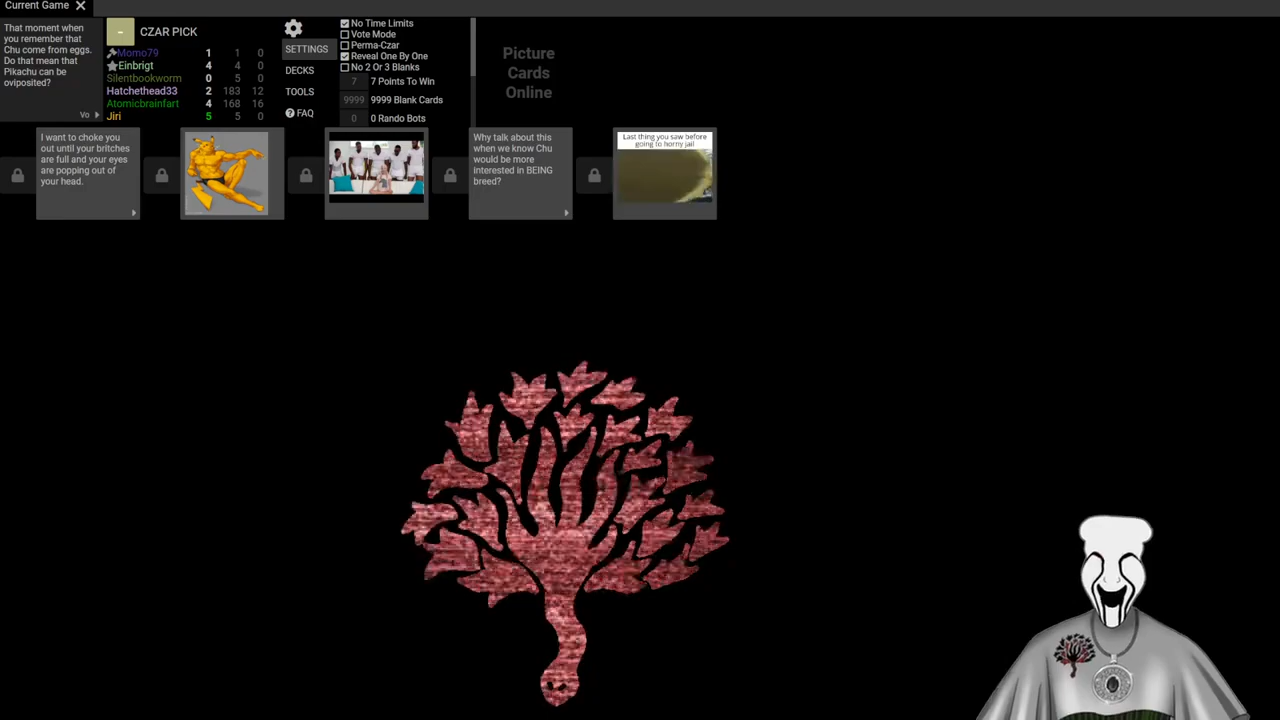 Current Game
That moment when
you remember that
Chu come from eggs.
Do that mean that
Pikachu can be
oviposited?
Vo
-
CZAR PICK
Momo79 1 1 0
Einbrigt 4 4 0
Silentbookworm 0 5 0
Hatchethead33 2 183 12
Atomicbrainfart 4 168 16
Jiri 5 5 0
SETTINGS
DECKS
TOOLS
FAQ
No Time Limits
Vote Mode
Perma-Czar
Reveal One By One
No 2 Or 3 Blanks
7 7 Points To Win
9999 9999 Blank Cards
0 0 Rando Bots
Picture
Cards
Online
I want to choke you
out until your britches
are full and your eyes
are popping out of
your head.
Why talk about this
when we know Chu
would be more
interested in BEING
breed?
Last thing you saw before
going to horny jail